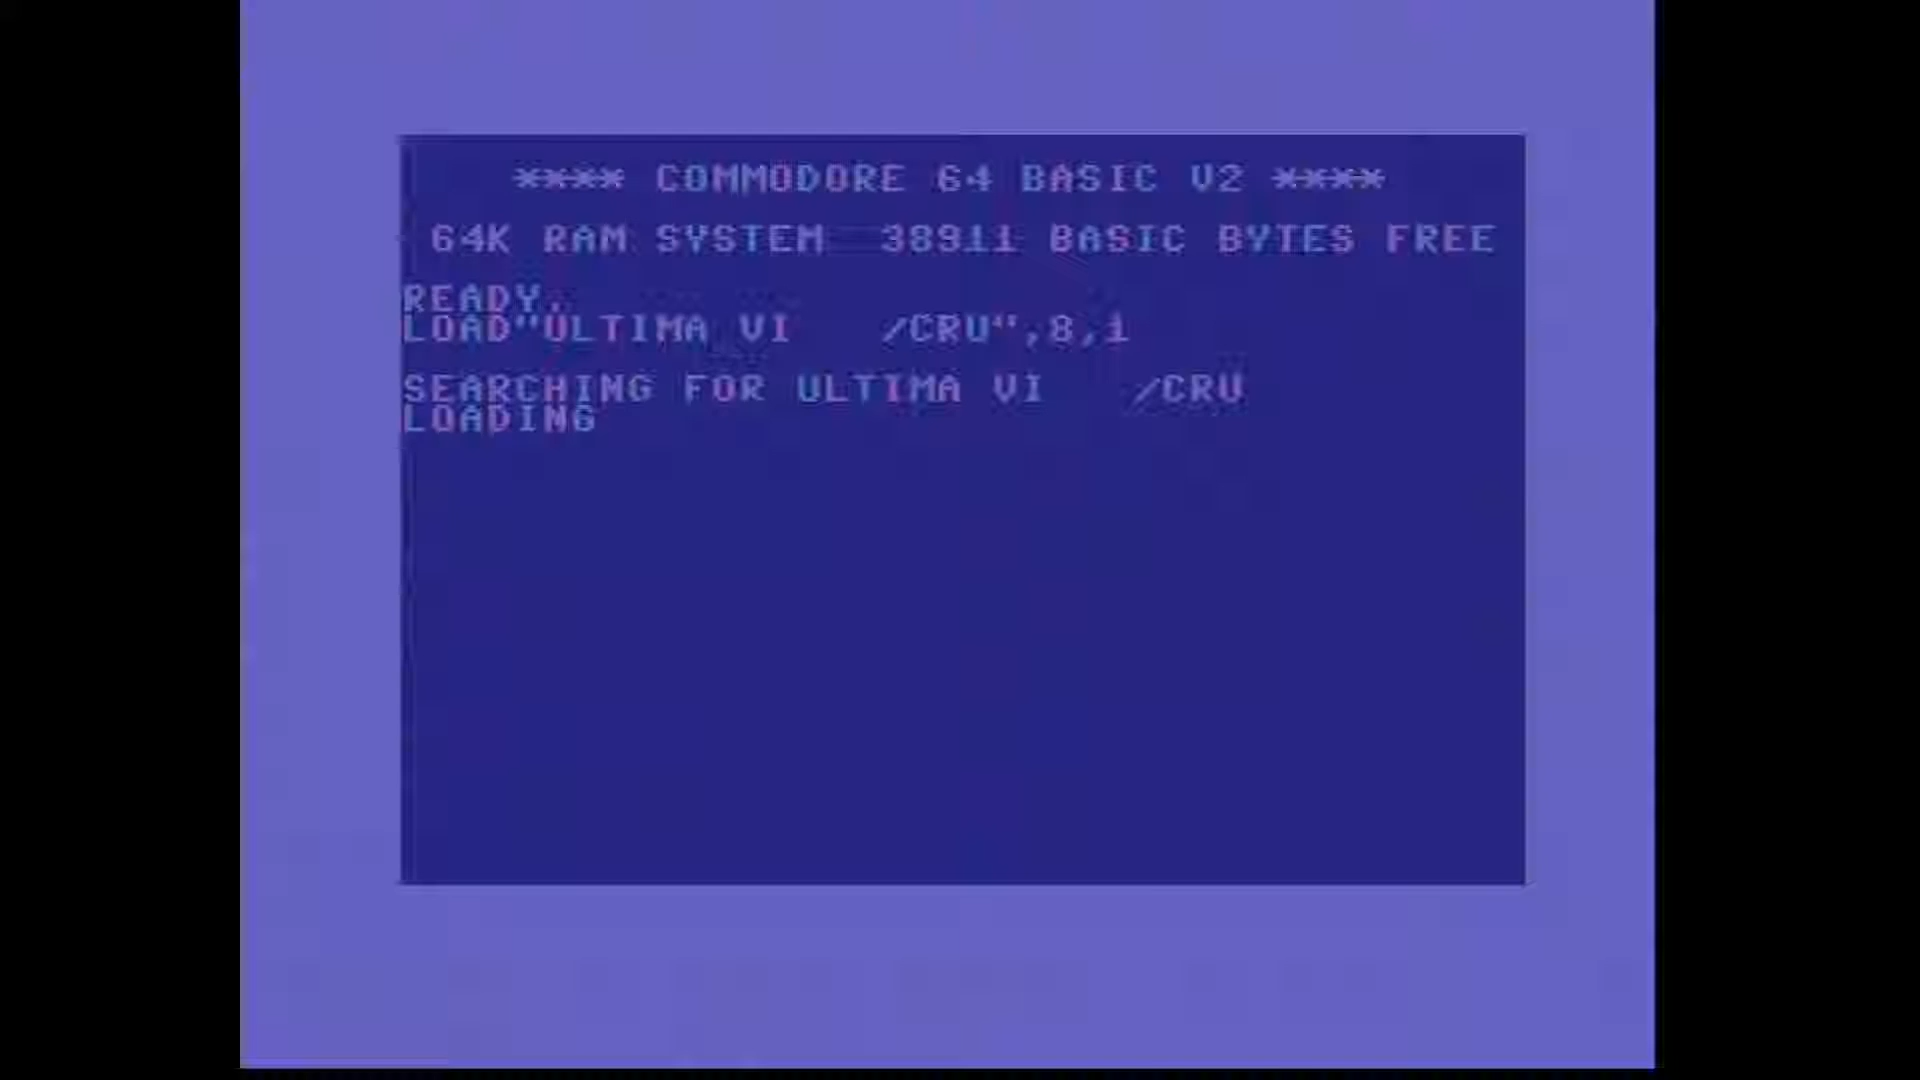 **** COMMODORE 64 BASIC V2 ****
64K RAM SYSTEM  38911 BASIC BYTES FREE
READY.
LOAD"ULTIMA VI   /CRU",8,1
SEARCHING FOR ULTIMA VI   /CRU
LOADING